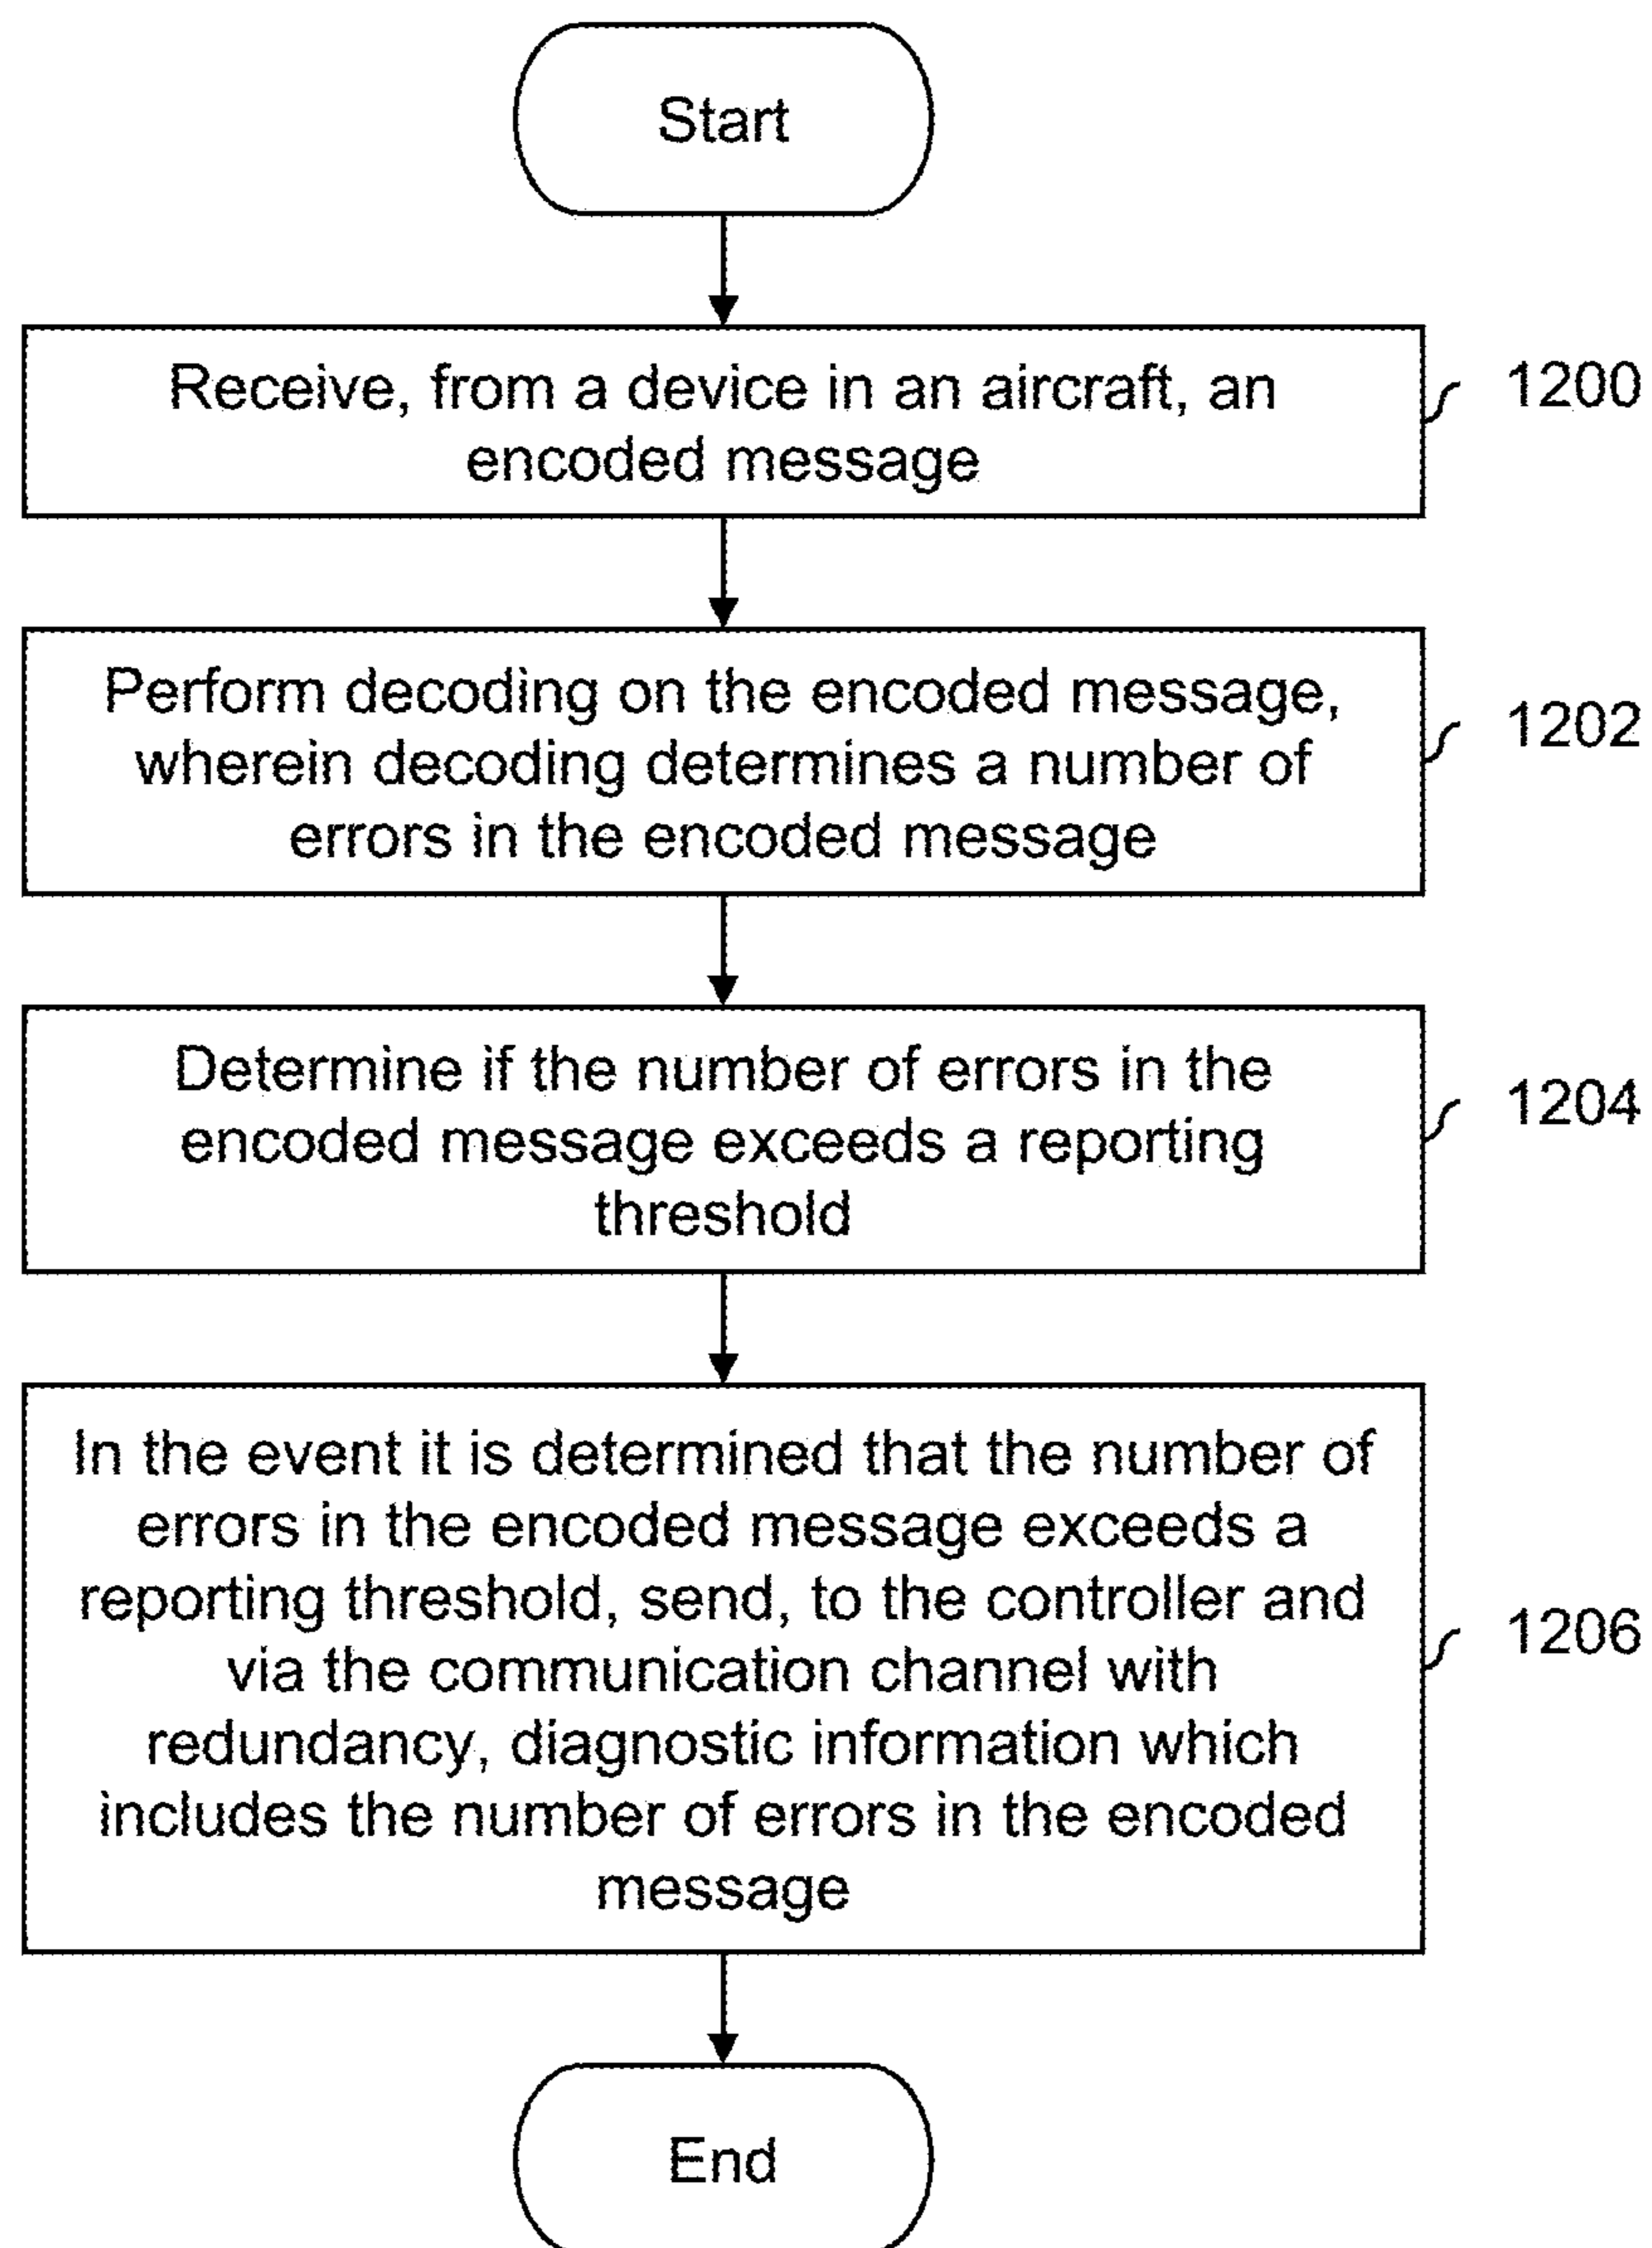 Start
Receive, from a device in an aircraft, an
encoded message
1200
Perform decoding on the encoded message,
wherein decoding determines a number of
errors in the encoded message
1202
Determine if the number of errors in the
encoded message exceeds a reporting
threshold
1204
In the event it is determined that the number of
errors in the encoded message exceeds a
reporting threshold, send, to the controller and
via the communication channel with
redundancy, diagnostic information which
includes the number of errors in the encoded
message
1206
End